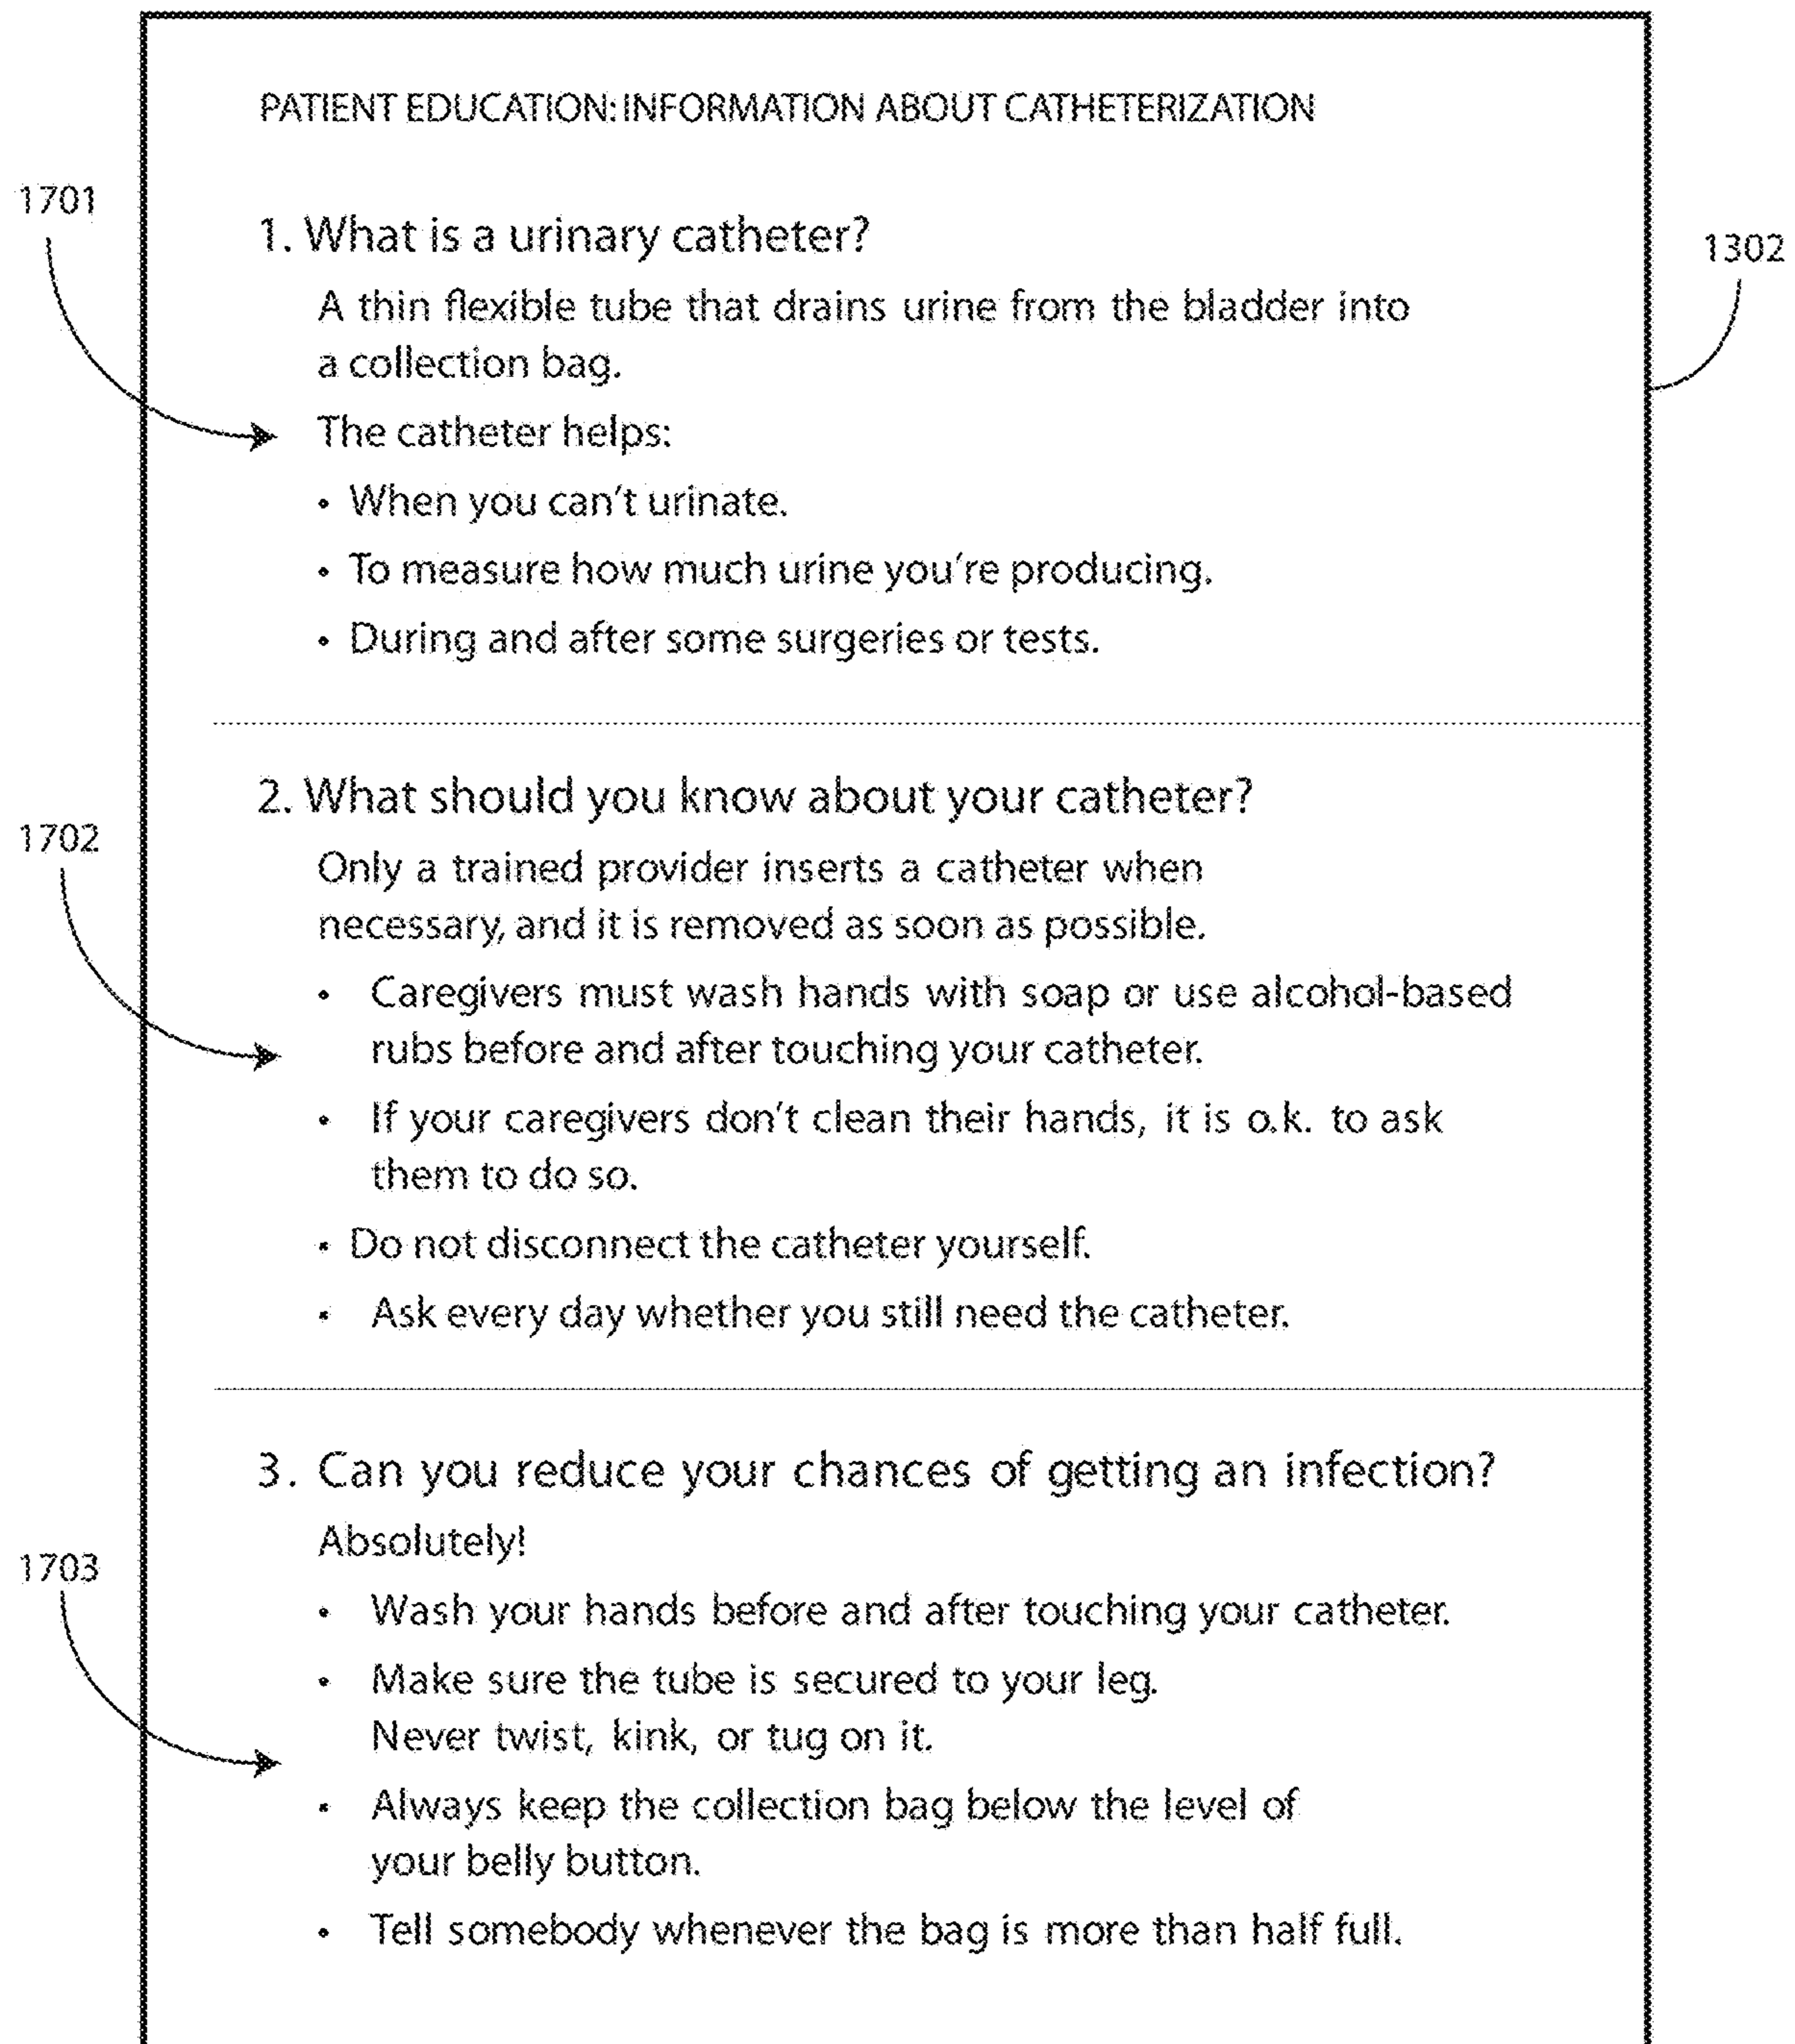 PATIENT EDUCATION: INFORMATION ABOUT CATHETERIZATION
1701
1. What is a urinary catheter?
1302
A thin flexible tube that drains urine from the bladder into
a collection bag.
The catheter helps:
• When you can't urinate.
• To measure how much urine you're producing.
• During and after some surgeries or tests.
2. What should you know about your catheter?
1702
Only a trained provider inserts a catheter when
necessary, and it is removed as soon as possible.
• Caregivers must wash hands with soap or use alcohol-based
rubs before and after touching your catheter.
• If your caregivers don't clean their hands, it is o.k. to ask
them to do so.
• Do not disconnect the catheter yourself.
• Ask every day whether you still need the catheter.
3. Can you reduce your chances of getting an infection?
Absolutely!
1703
• Wash your hands before and after touching your catheter.
• Make sure the tube is secured to your leg.
Never twist, kink, or tug on it.
• Always keep the collection bag below the level of
your belly button.
• Tell somebody whenever the bag is more than half full.